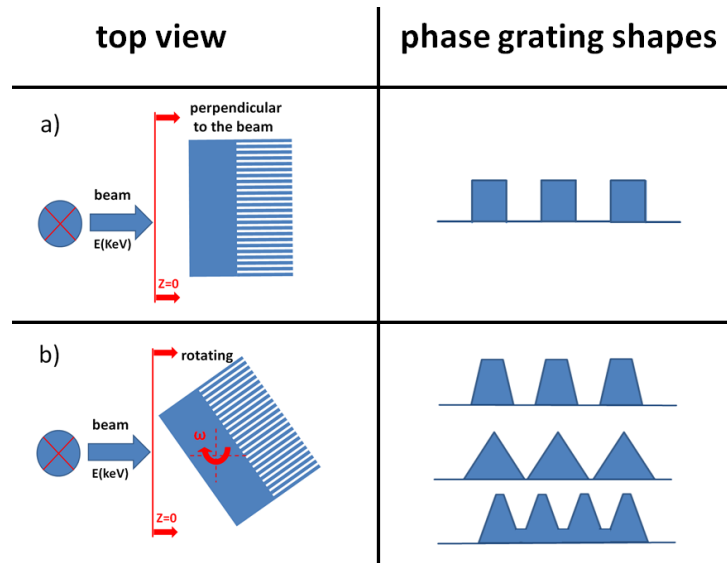 top view
phase grating shapes
a)
perpendicular
to the beam
beam
E(KeV)
Z=0
b)
rotating
beam
E(keV)
ω
Z=0